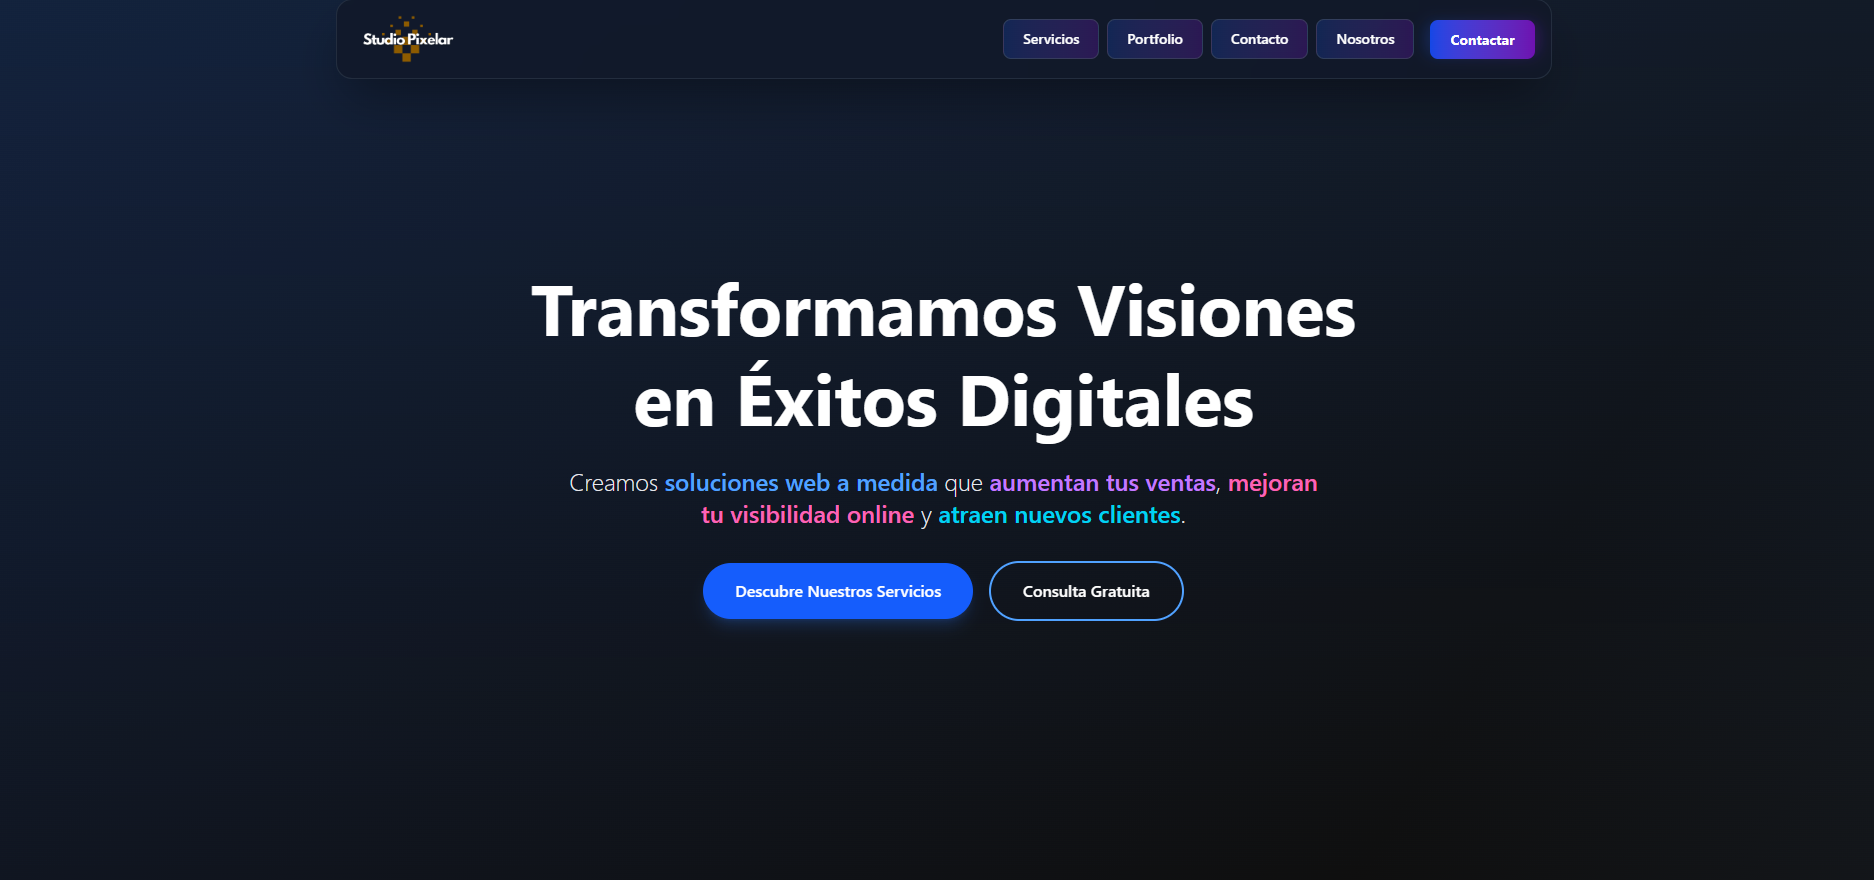 Studio Pixelar
Servicios
Portfolio
Contacto
Nosotros
Contactar
Transformamos Visiones
en Éxitos Digitales
Creamos soluciones web a medida que aumentan tus ventas, mejoran
tu visibilidad online y atraen nuevos clientes.
Descubre Nuestros Servicios
Consulta Gratuita